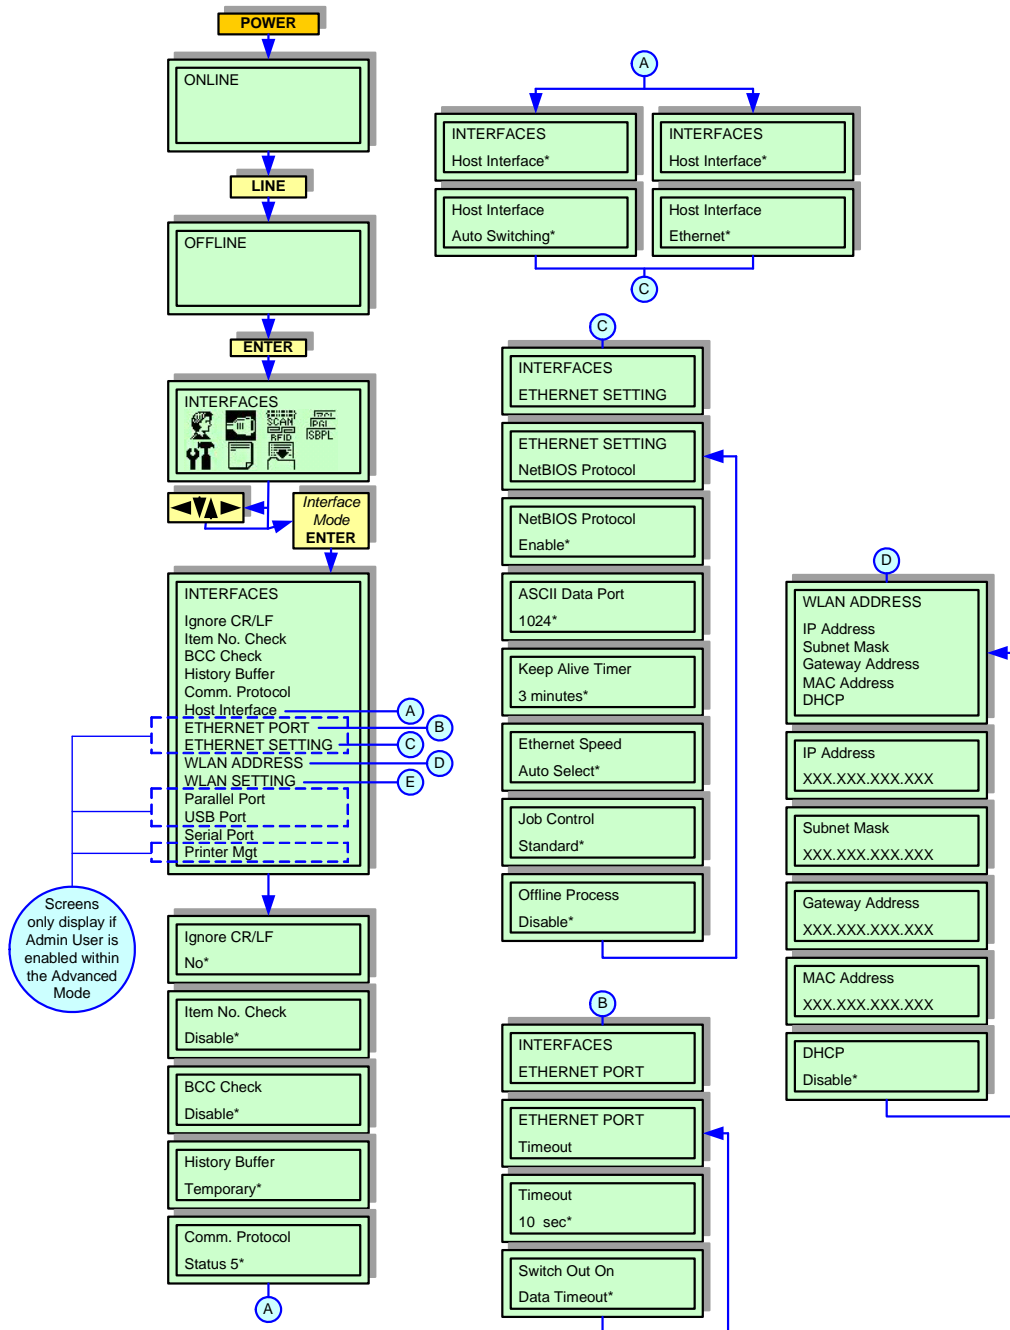 POWER
ONLINE
LINE
OFFLINE
ENTER
INTERFACES
SCAN
RFID
PGL
ISBPL
Interface
Mode
ENTER
INTERFACES
Ignore CR/LF
Item No. Check
BCC Check
History Buffer
Comm. Protocol
Host Interface
A
ETHERNET PORT
B
ETHERNET SETTING
C
WLAN ADDRESS
D
WLAN SETTING
E
Parallel Port
USB Port
Serial Port
Printer Mgt
Screens
only display if
Admin User is
enabled within
the Advanced
Mode
Ignore CR/LF
No*
Item No. Check
Disable*
BCC Check
Disable*
History Buffer
Temporary*
Comm. Protocol
Status 5*
A
A
INTERFACES
Host Interface*
Host Interface
Auto Switching*
INTERFACES
Host Interface*
Host Interface
Ethernet*
C
C
INTERFACES
ETHERNET SETTING
ETHERNET SETTING
NetBIOS Protocol
NetBIOS Protocol
Enable*
ASCII Data Port
1024*
Keep Alive Timer
3 minutes*
Ethernet Speed
Auto Select*
Job Control
Standard*
Offline Process
Disable*
B
INTERFACES
ETHERNET PORT
ETHERNET PORT
Timeout
Timeout
10 sec*
Switch Out On
Data Timeout*
D
WLAN ADDRESS
IP Address
Subnet Mask
Gateway Address
MAC Address
DHCP
IP Address
XXX.XXX.XXX.XXX
Subnet Mask
XXX.XXX.XXX.XXX
Gateway Address
XXX.XXX.XXX.XXX
MAC Address
XXX.XXX.XXX.XXX
DHCP
Disable*